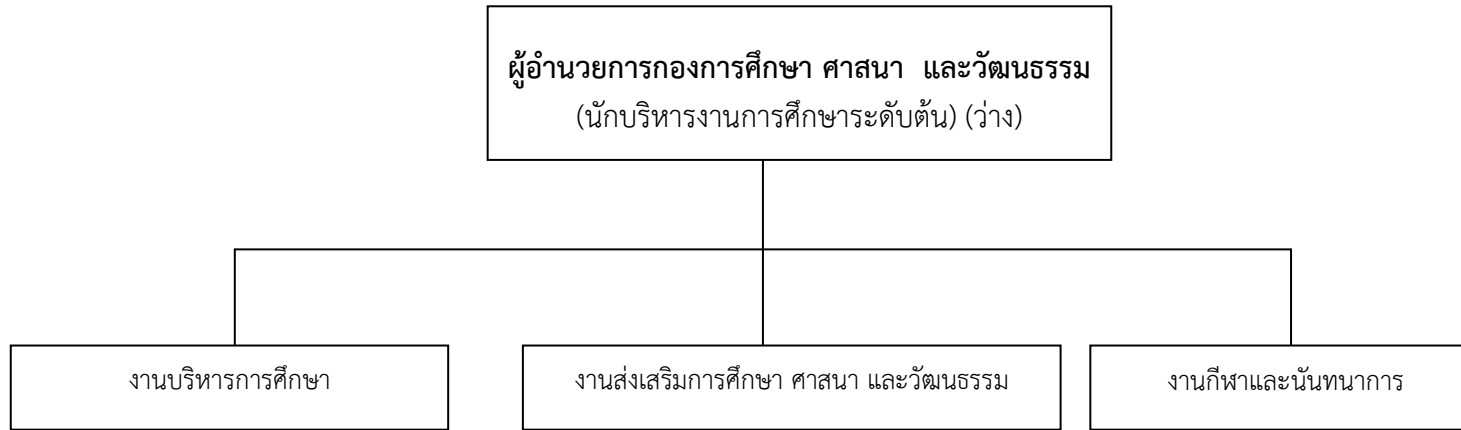 ผู้อำนวยการกองการศึกษา ศาสนา  และวัฒนธรรม
(นักบริหารงานการศึกษาระดับต้น) (ว่าง)
งานบริหารการศึกษา
งานส่งเสริมการศึกษา ศาสนา และวัฒนธรรม
งานกีฬาและนันทนาการ